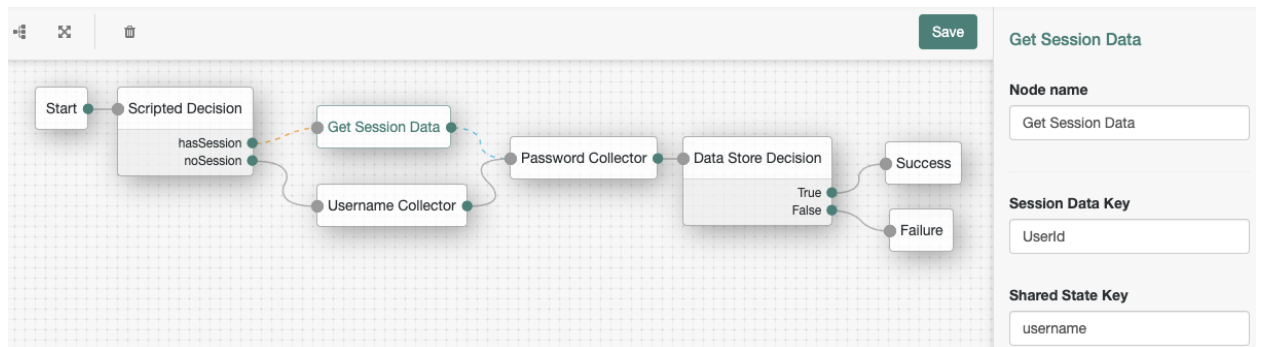 Save
Start
Scripted Decision
hasSession
noSession
Get Session Data
Username Collector
Password Collector
Data Store Decision
True
False
Success
Failure
Get Session Data
Node name
Get Session Data
Session Data Key
UserId
Shared State Key
username